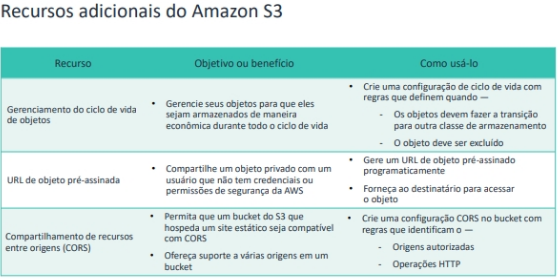 Recursos adicionais do Amazon S3
Recurso
Objetivo ou benefício
Como usá-lo
Gerenciamento do ciclo de vida
de objetos
• Gerencie seus objetos para que eles
sejam armazenados de maneira
econômica durante todo o ciclo de vida
• Crie uma configuração de ciclo de vida com
regras que definem quando —
- Os objetos devem fazer a transição
para outra classe de armazenamento
- O objeto deve ser excluído
URL de objeto pré-assinada
• Compartilhe um objeto privado com um
usuário que não tem credenciais ou
permissões de segurança da AWS
• Gere um URL de objeto pré-assinado
programaticamente
• Forneça ao destinatário para acessar
o objeto
Compartilhamento de recursos
entre origens (CORS)
• Permita que um bucket do S3 que
hospeda um site estático seja compatível
com CORS
• Ofereça suporte a várias origens em um
bucket
• Crie uma configuração CORS no bucket com
regras que identificam o —
- Origens autorizadas
- Operações HTTP